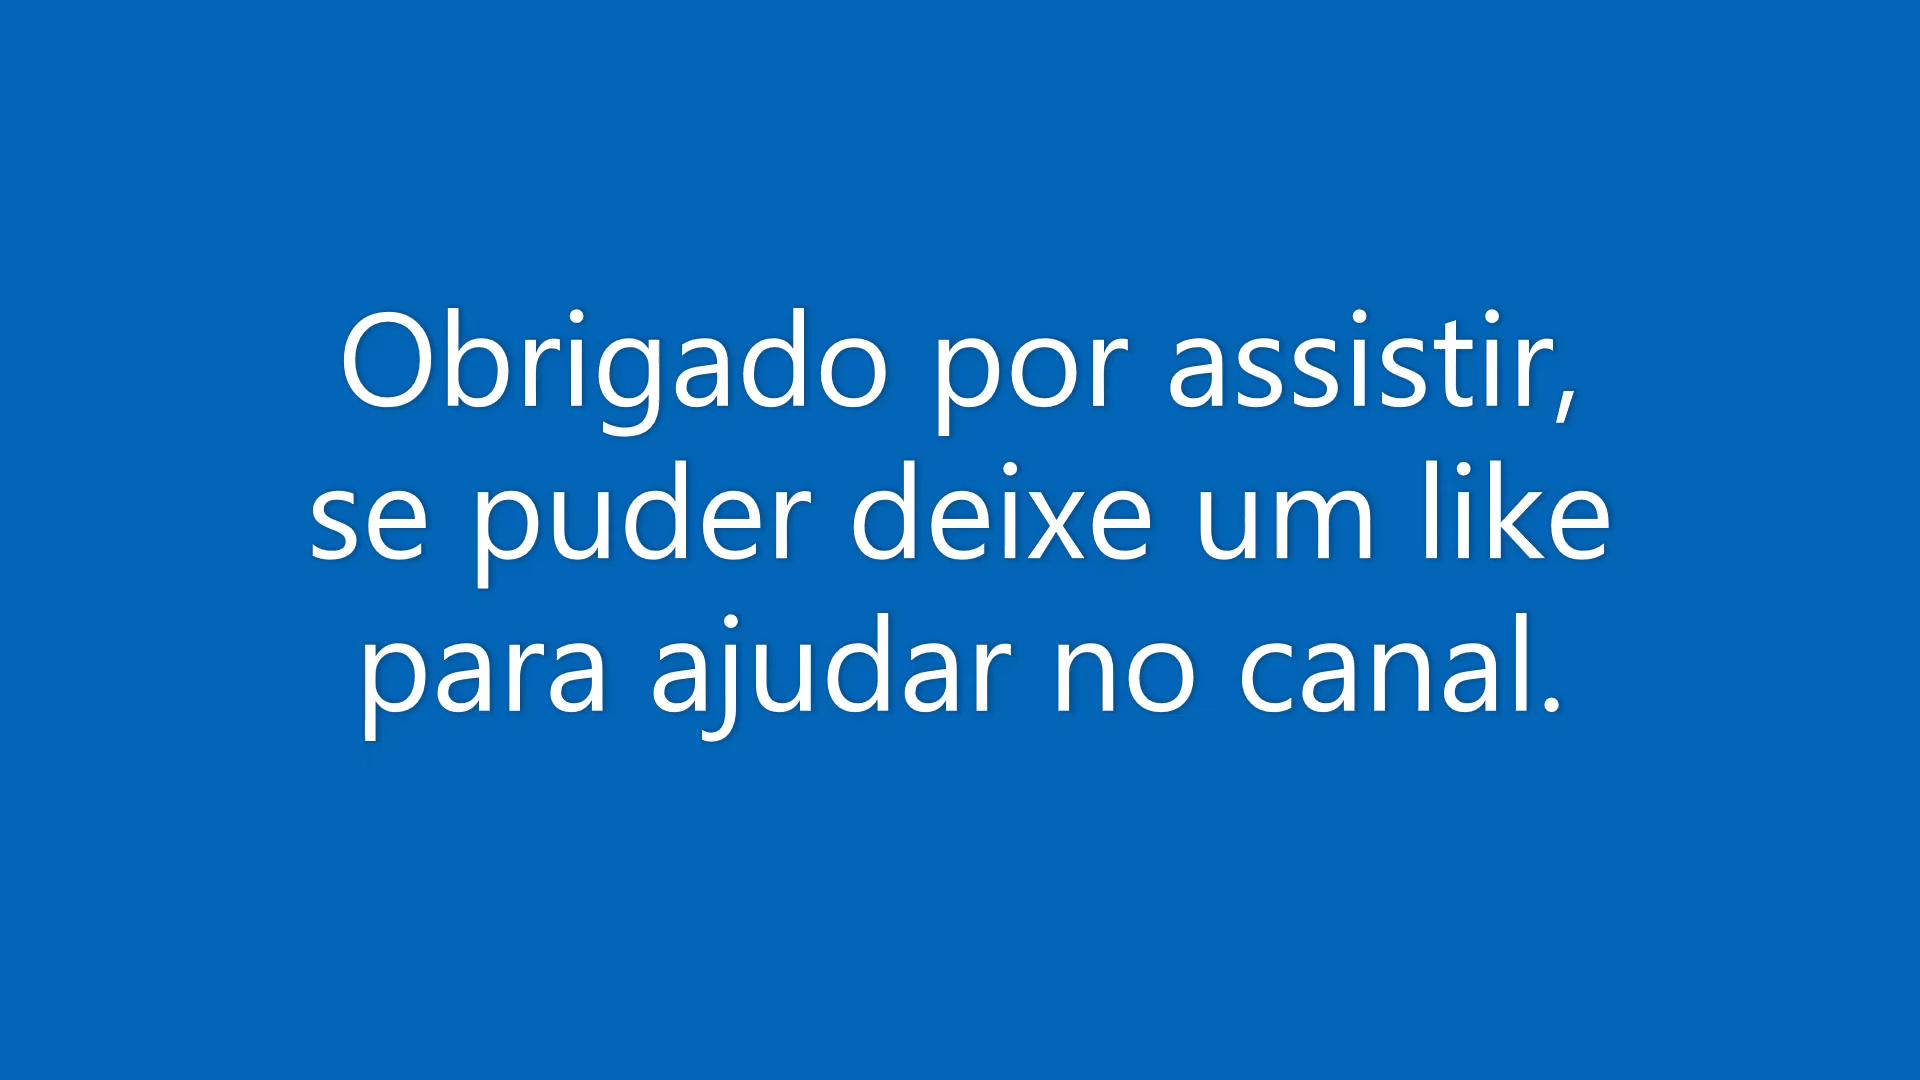 Obrigado por assistir,
se puder deixe um like
para ajudar no canal.